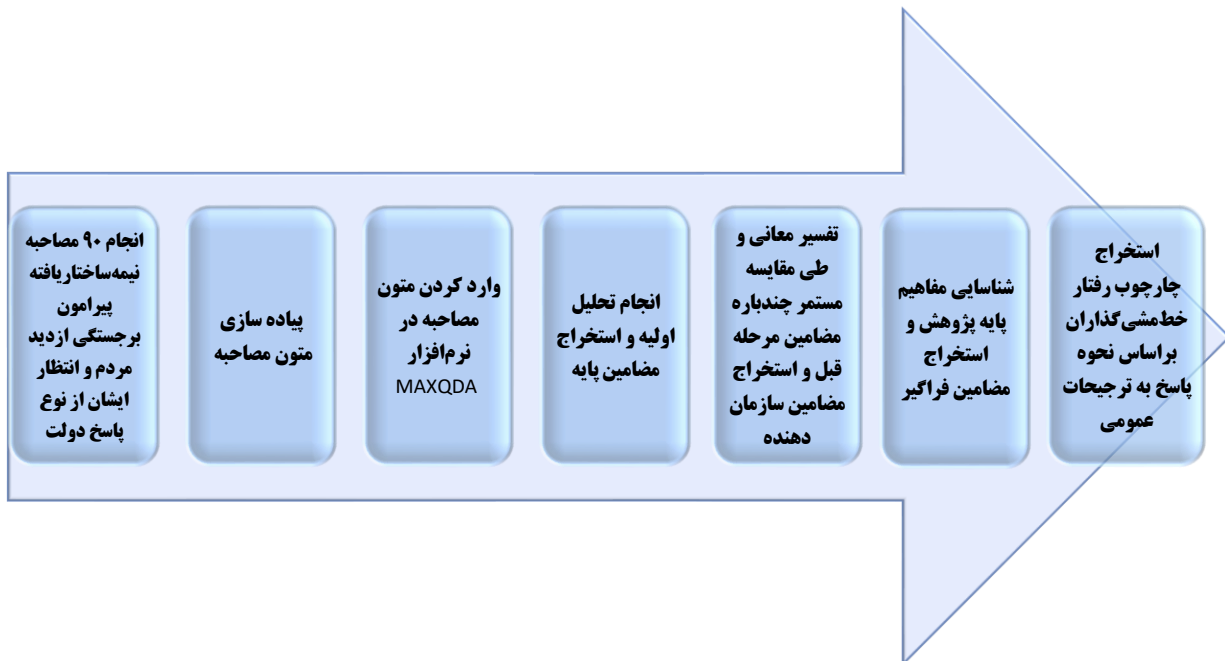 انجام ۹۰ مصاحبه
نیمه‌ساختاریافته
پیرامون
برجستگی ازدید
مردم و انتظار
ایشان از نوع
پاسخ دولت
پیاده سازی
متون مصاحبه
وارد کردن متون
مصاحبه در
نرم‌افزار
MAXQDA
انجام تحلیل
اولیه و استخراج
مضامین پایه
تفسیر معانی و
طی مقایسه
مستمر چندباره
مضامین مرحله
قبل و استخراج
مضامین سازمان
دهنده
شناسایی مفاهیم
پایه پژوهش و
استخراج
مضامین فراگیر
استخراج
چارچوب رفتار
خط‌مشی‌گذاران
براساس نحوه
پاسخ به ترجیحات
عمومی